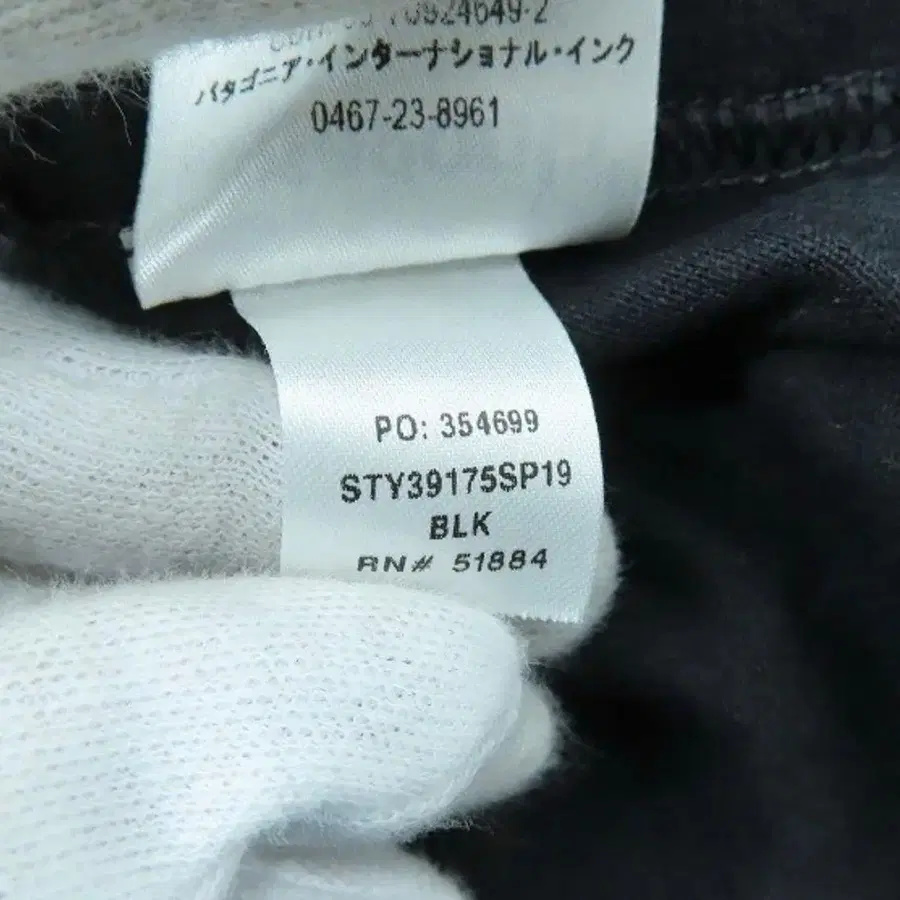 パタゴニア・インターナショナル・インク
0467-23-8961
PO: 354699
STY39175SP19
BLK
RN# 51884